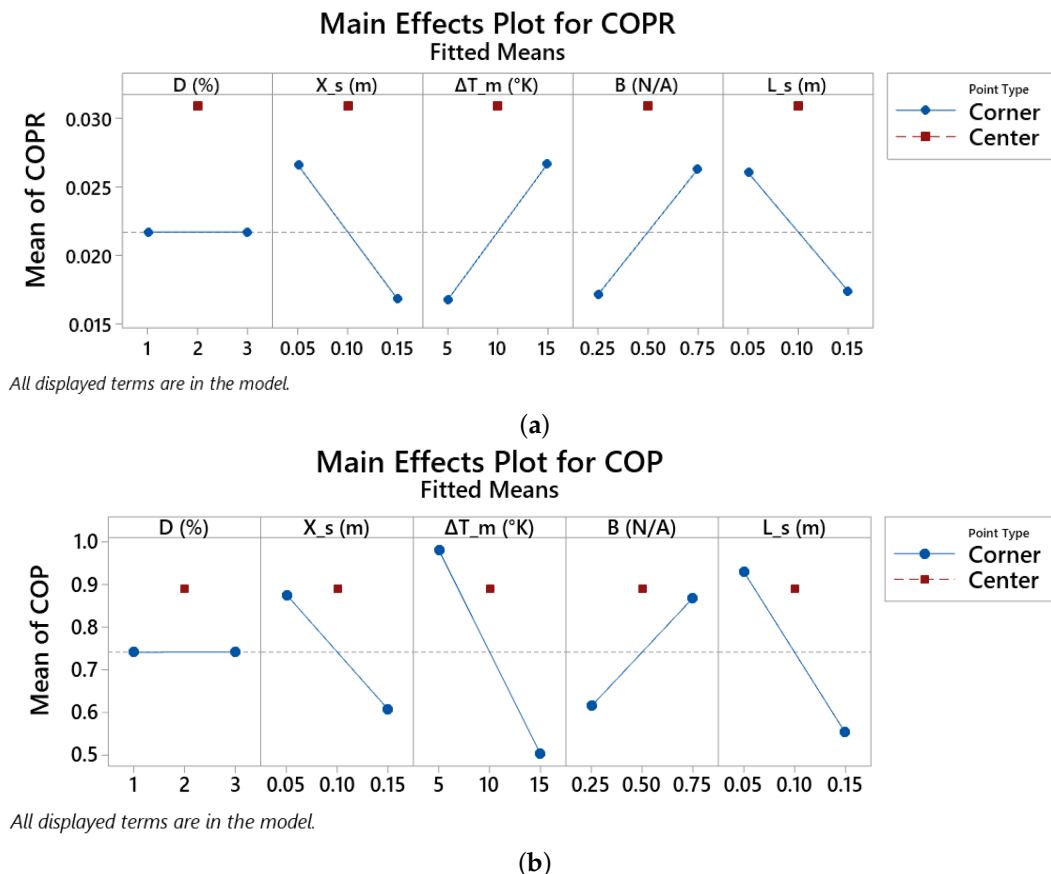 Main Effects Plot for COPR
Fitted Means
D (%) X_s (m) ΔT_m (°K) B (N/A) L_s (m)
Point Type
Corner
Center
Mean of COPR
0.030
0.025
0.020
0.015
1 2 3 0.05 0.10 0.15 5 10 15 0.25 0.50 0.75 0.05 0.10 0.15
All displayed terms are in the model.
(a)
Main Effects Plot for COP
Fitted Means
D (%) X_s (m) ΔT_m (°K) B (N/A) L_s (m)
Point Type
Corner
Center
Mean of COP
1.0
0.9
0.8
0.7
0.6
0.5
1 2 3 0.05 0.10 0.15 5 10 15 0.25 0.50 0.75 0.05 0.10 0.15
All displayed terms are in the model.
(b)